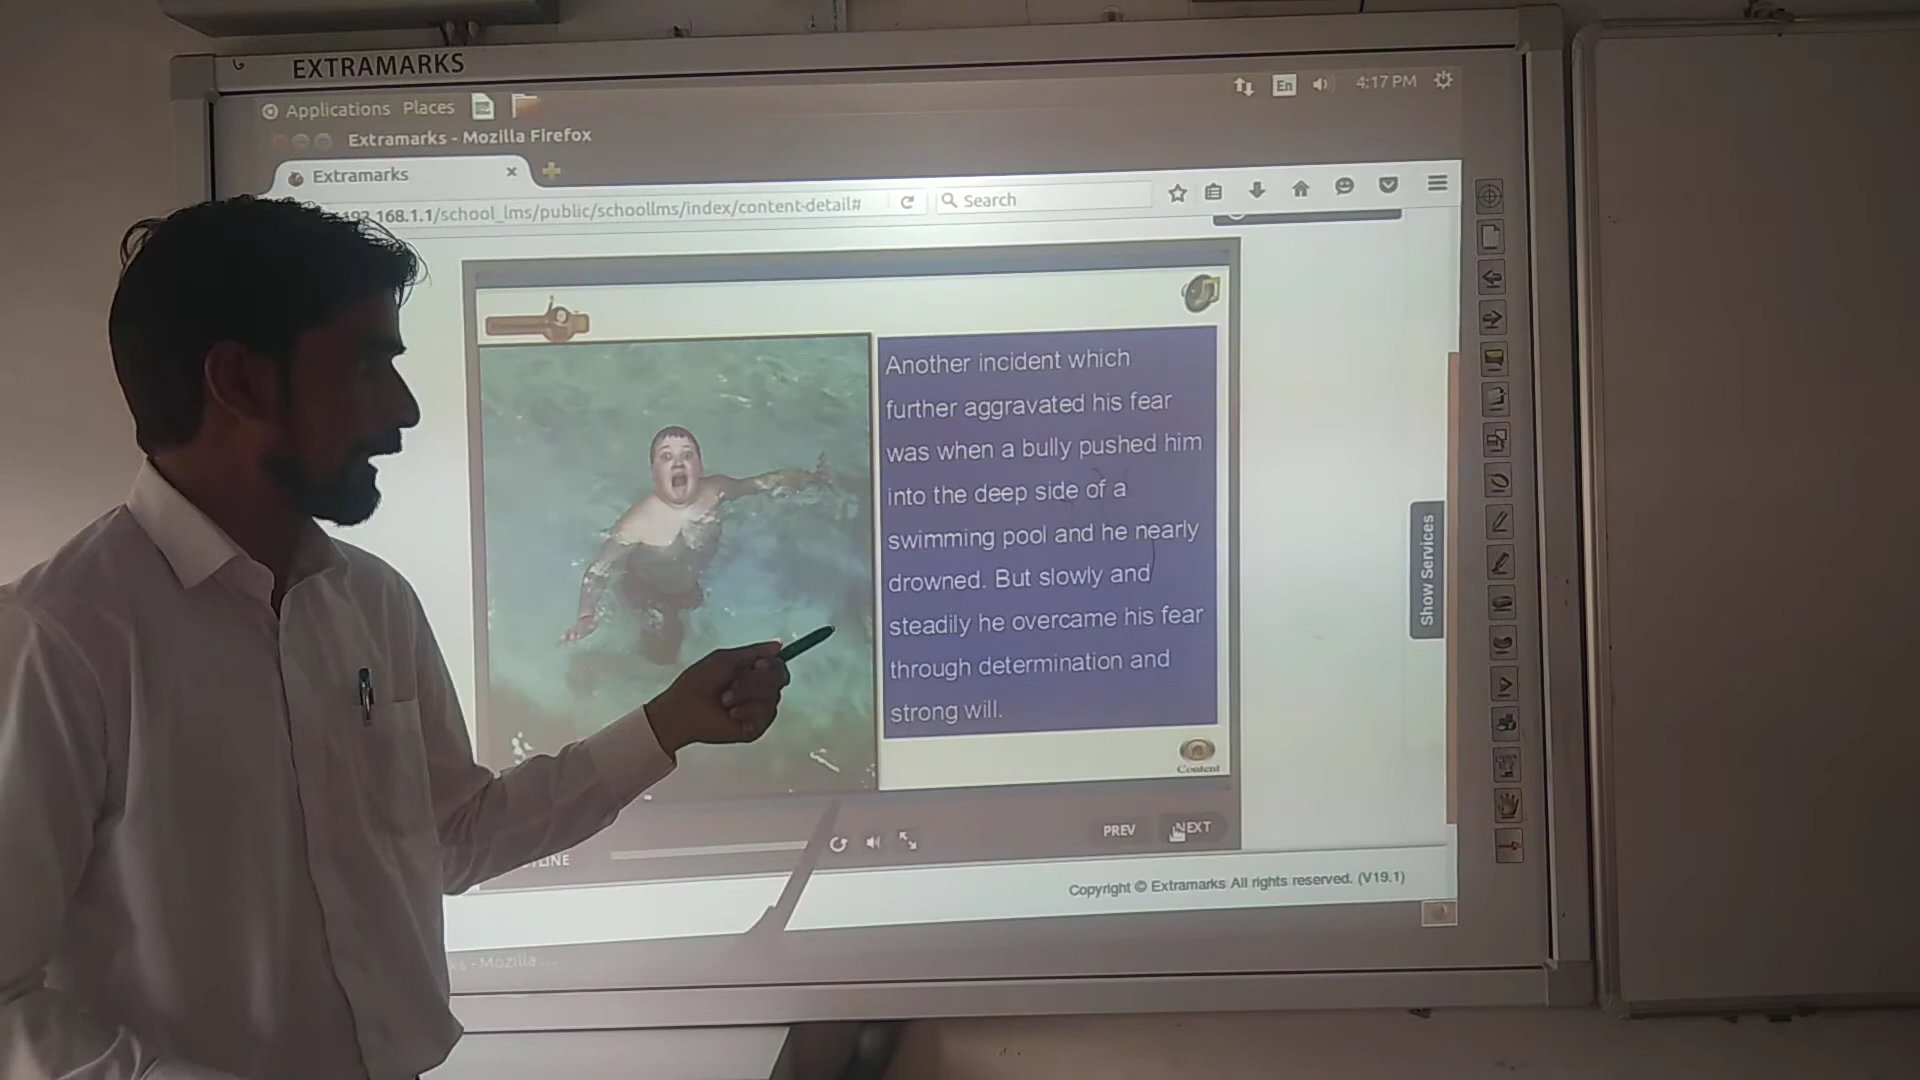 EXTRAMARKS
Applications Places
En
4:17 PM
Extramarks - Mozilla Firefox
Extramarks
168.1.1/school_lms/public/schoollms/index/content-detail#
Search
Another incident which
further aggravated his fear
was when a bully pushed him
into the deep side of a
swimming pool and he nearly
drowned. But slowly and
steadily he overcame his fear
through determination and
strong will.
Content
Show Services
PREV
NEXT
Copyright © Extramarks All rights reserved. (V19.1)
- Mozilla ...